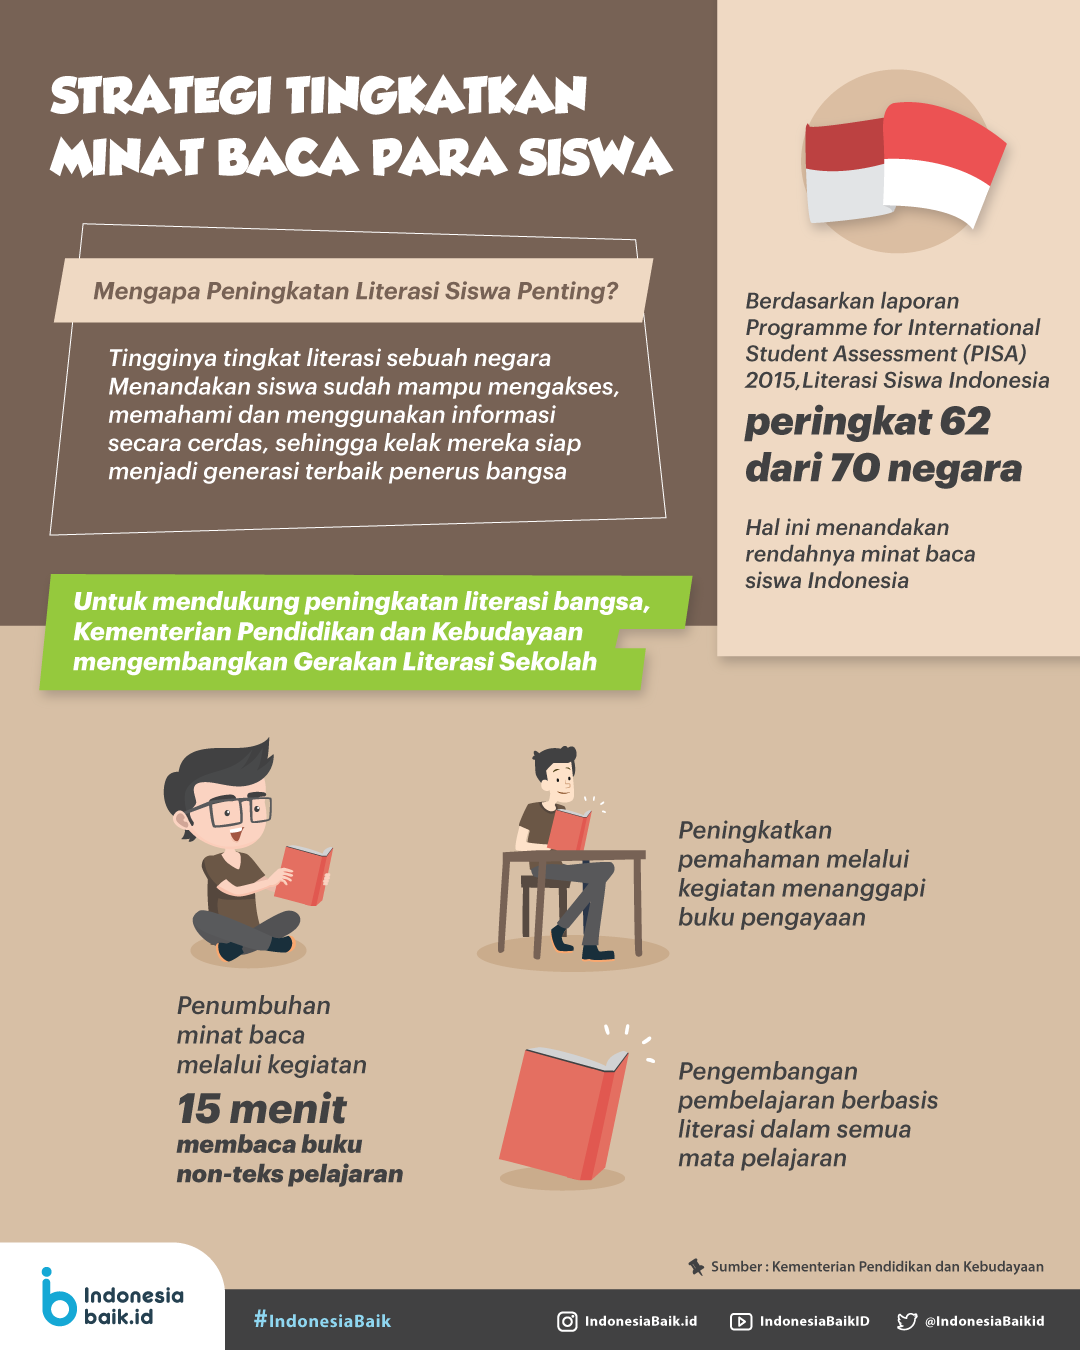 STRATEGI TINGKATKAN
MINAT BACA PARA SISWA
Mengapa Peningkatan Literasi Siswa Penting?
Tingginya tingkat literasi sebuah negara
Menandakan siswa sudah mampu mengakses,
memahami dan menggunakan informasi
secara cerdas, sehingga kelak mereka siap
menjadi generasi terbaik penerus bangsa
Berdasarkan laporan
Programme for International
Student Assessment (PISA)
2015,Literasi Siswa Indonesia
peringkat 62
dari 70 negara
Hal ini menandakan
rendahnya minat baca
siswa Indonesia
Untuk mendukung peningkatan literasi bangsa,
Kementerian Pendidikan dan Kebudayaan
mengembangkan Gerakan Literasi Sekolah
Penumbuhan
minat baca
melalui kegiatan
15 menit
membaca buku
non-teks pelajaran
Peningkatkan
pemahaman melalui
kegiatan menanggapi
buku pengayaan
Pengembangan
pembelajaran berbasis
literasi dalam semua
mata pelajaran
Sumber : Kementerian Pendidikan dan Kebudayaan
Indonesia
baik.id
#IndonesiaBaik
IndonesiaBaik.id
IndonesiaBaikID
@IndonesiaBaikid